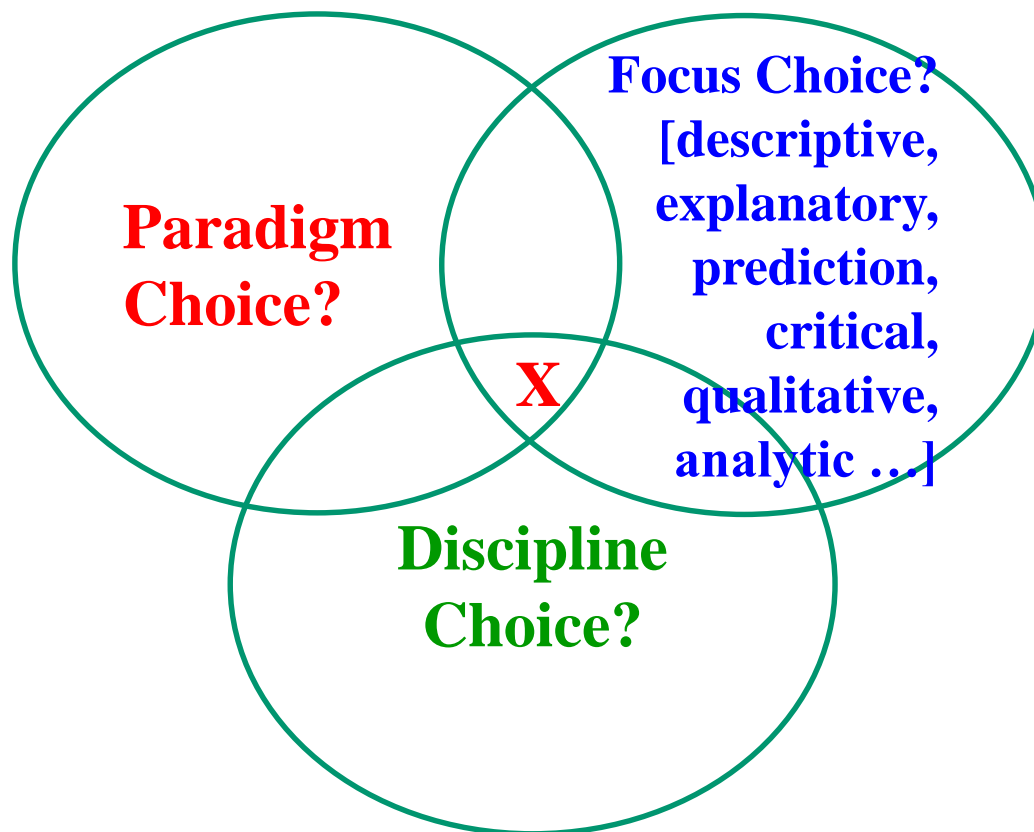 Focus Choice?
[descriptive,
explanatory,
prediction,
critical,
qualitative,
analytic …]
Paradigm
Choice?
X
Discipline
Choice?